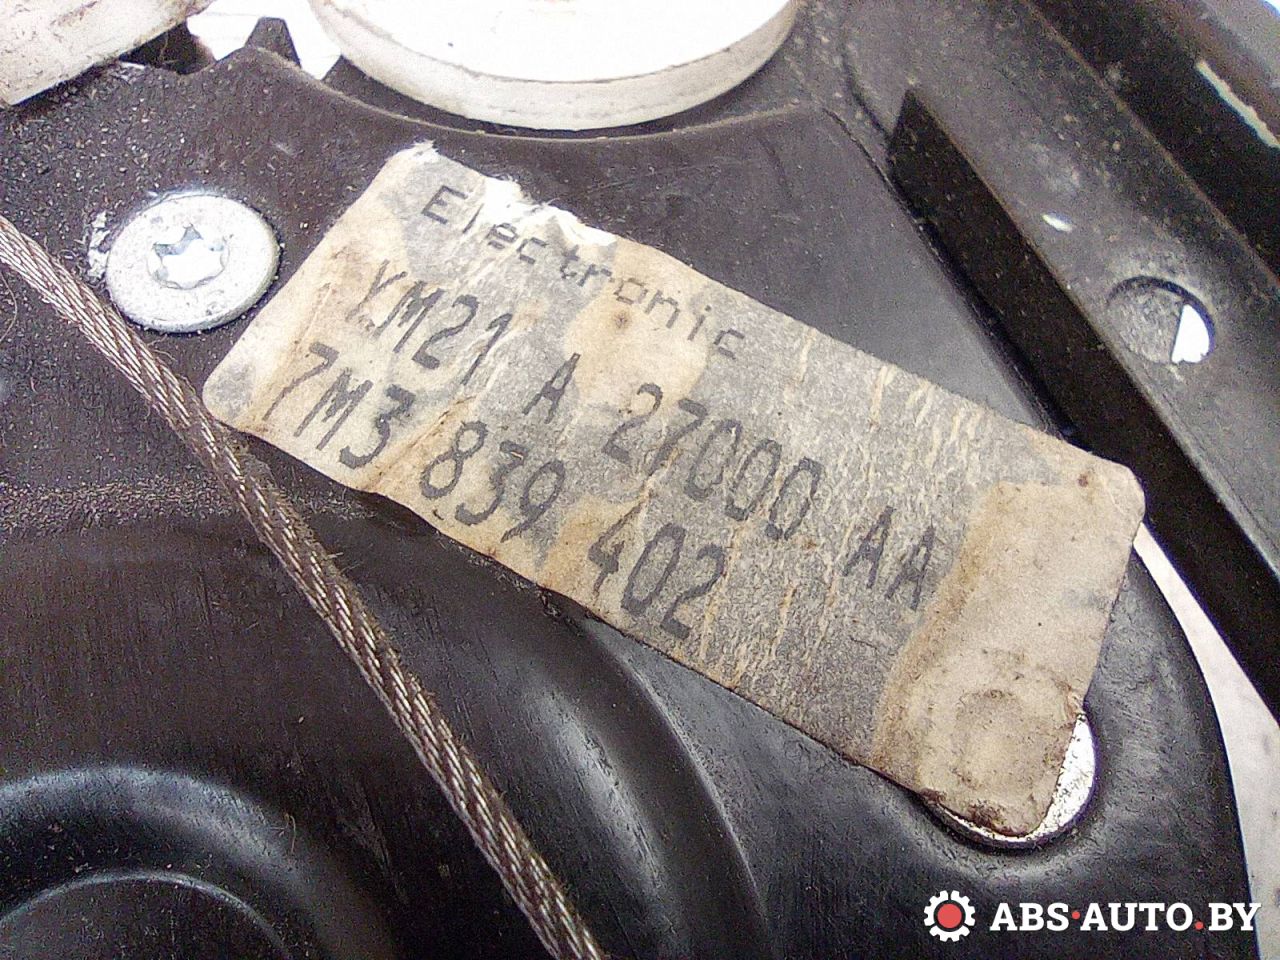 Electronic
YM21 A 27000 AA
7M3 839 402
ABS·AUTO.BY